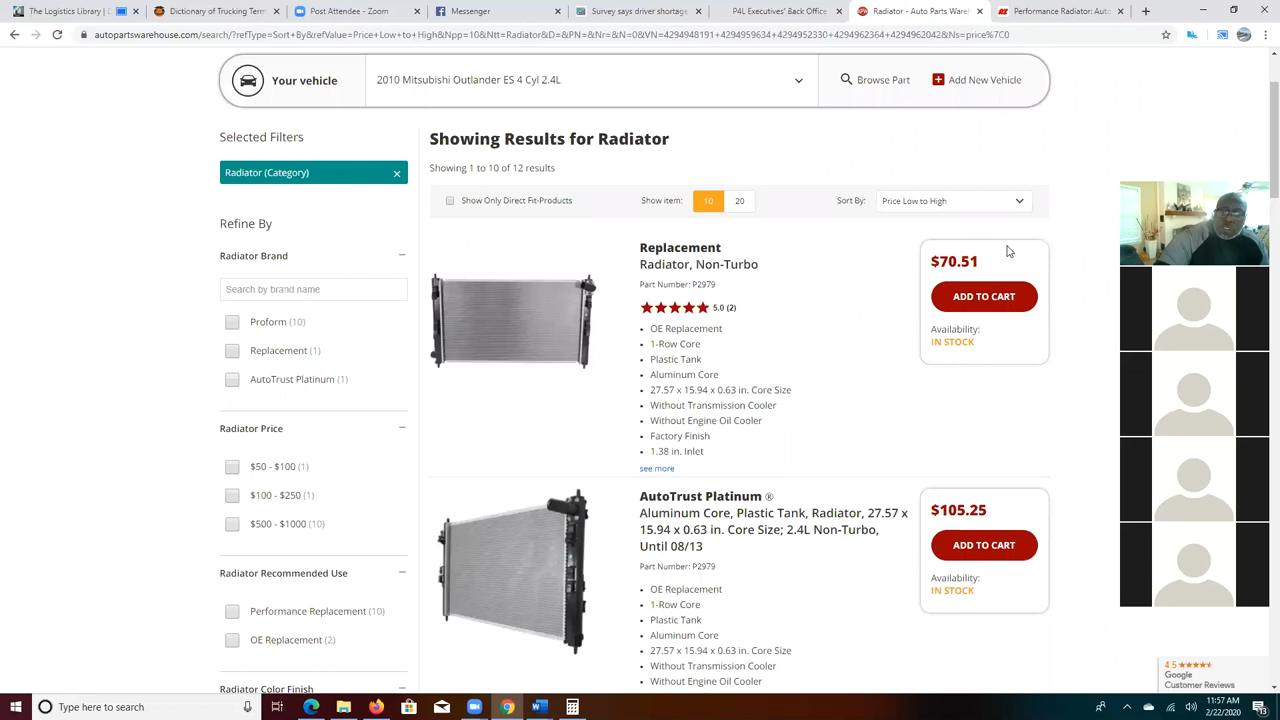 The Logistics Library |
Dictionary of Trucking Term
Post Attendee - Zoom
Messenger
Survey says driver shortage
P4L Executives' Back Office
Radiator - Auto Parts Warehous
Performance Radiator: Auto
autopartswarehouse.com/search/?refType=Sort+By&refValue=Price+Low+to+High&Npp=10&Ntt=Radiator&D=&PN=&Nr=&N=0&VN=4294948191+4294959634+4294952330+4294962364+4294962042&Ns=price%7C0
Your vehicle
2010 Mitsubishi Outlander ES 4 Cyl 2.4L
Browse Part
Add New Vehicle
Selected Filters
Radiator (Category)
Refine By
Radiator Brand
Search by brand name
Proform (10)
Replacement (1)
AutoTrust Platinum (1)
Radiator Price
$50 - $100 (1)
$100 - $250 (1)
$500 - $1000 (10)
Radiator Recommended Use
Performance Replacement (10)
OE Replacement (2)
Radiator Color Finish
Showing Results for Radiator
Showing 1 to 10 of 12 results
Show Only Direct Fit-Products
Show item: 10 20
Sort By: Price Low to High
Replacement
Radiator, Non-Turbo
Part Number: P2979
5.0 (2)
• OE Replacement
• 1-Row Core
• Plastic Tank
• Aluminum Core
• 27.57 x 15.94 x 0.63 in. Core Size
• Without Transmission Cooler
• Without Engine Oil Cooler
• Factory Finish
• 1.38 in. Inlet
see more
$70.51
ADD TO CART
Availability:
IN STOCK
AutoTrust Platinum ®
Aluminum Core, Plastic Tank, Radiator, 27.57 x
15.94 x 0.63 in. Core Size; 2.4L Non-Turbo,
Until 08/13
Part Number: P2979
• OE Replacement
• 1-Row Core
• Plastic Tank
• Aluminum Core
• 27.57 x 15.94 x 0.63 in. Core Size
• Without Transmission Cooler
• Without Engine Oil Cooler
$105.25
ADD TO CART
Availability:
IN STOCK
4.5
Google
Customer Reviews
Type here to search
11:57 AM
2/22/2020
13